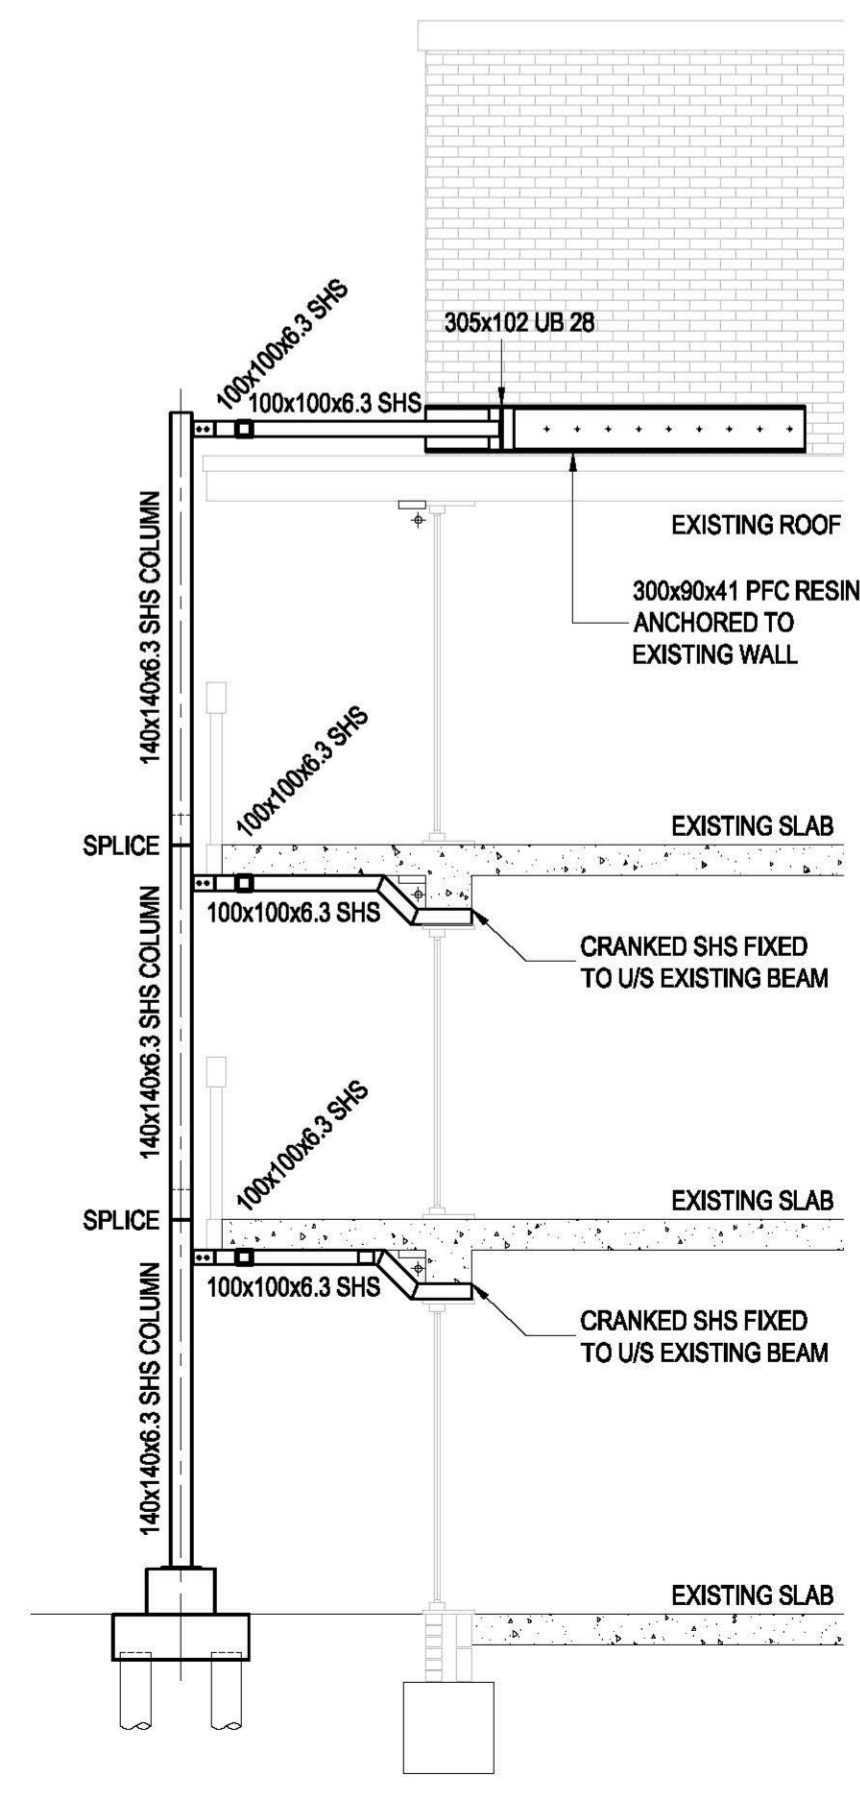 100x100x6.3 SHS
305x102 UB 28
100x100x6.3 SHS
140x140x6.3 SHS COLUMN
EXISTING ROOF
300x90x41 PFC RESIN
ANCHORED TO
EXISTING WALL
100x100x6.3 SHS
EXISTING SLAB
SPLICE
100x100x6.3 SHS
140x140x6.3 SHS COLUMN
CRANKED SHS FIXED
TO U/S EXISTING BEAM
100x100x6.3 SHS
EXISTING SLAB
SPLICE
100x100x6.3 SHS
140x140x6.3 SHS COLUMN
CRANKED SHS FIXED
TO U/S EXISTING BEAM
EXISTING SLAB